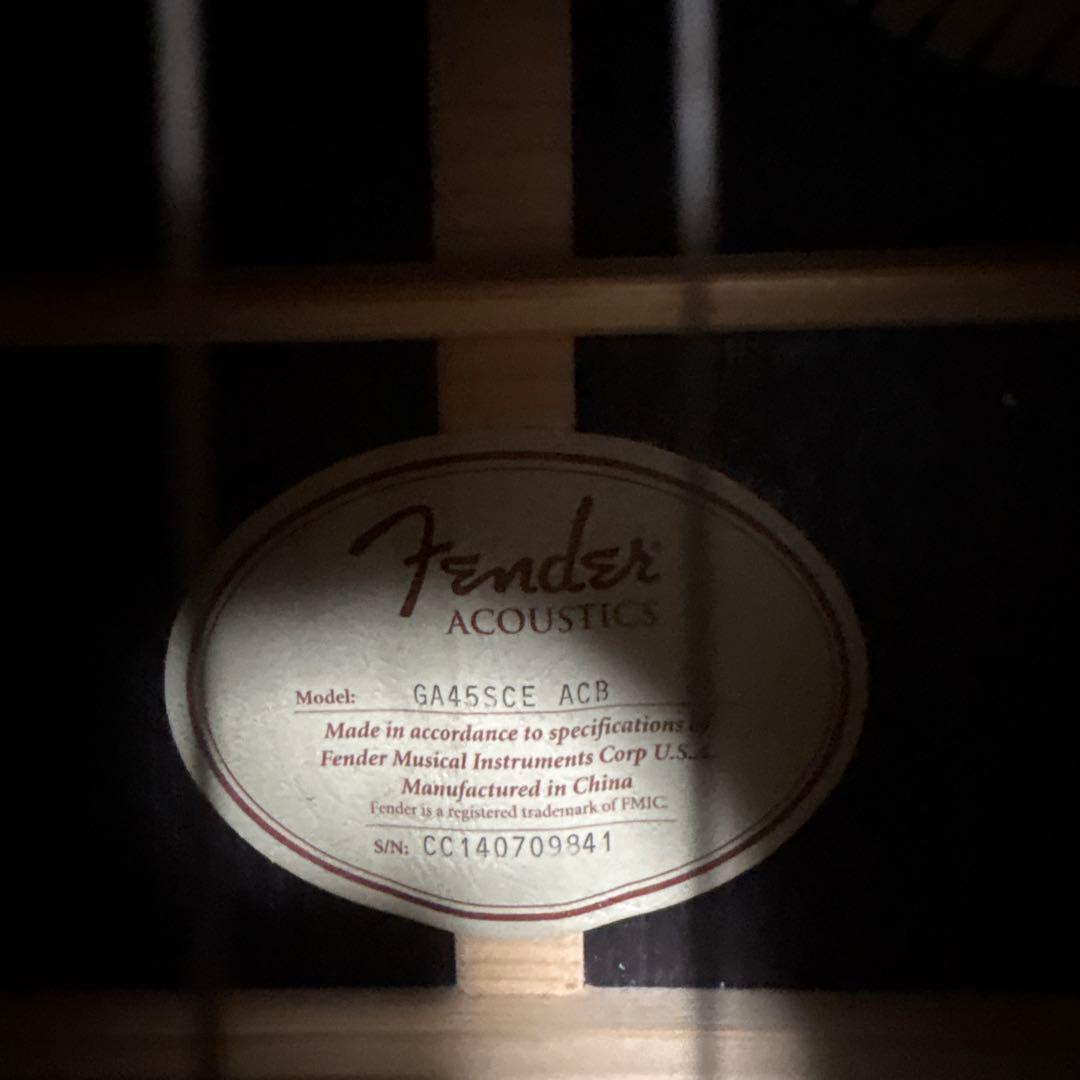 Fender®
ACOUSTICS
Model: GA45SCE ACB
Made in accordance to specifications
Fender Musical Instruments Corp U.S.A.
Manufactured in China
Fender is a registered trademark of FMIC.
S/N: CC140709841